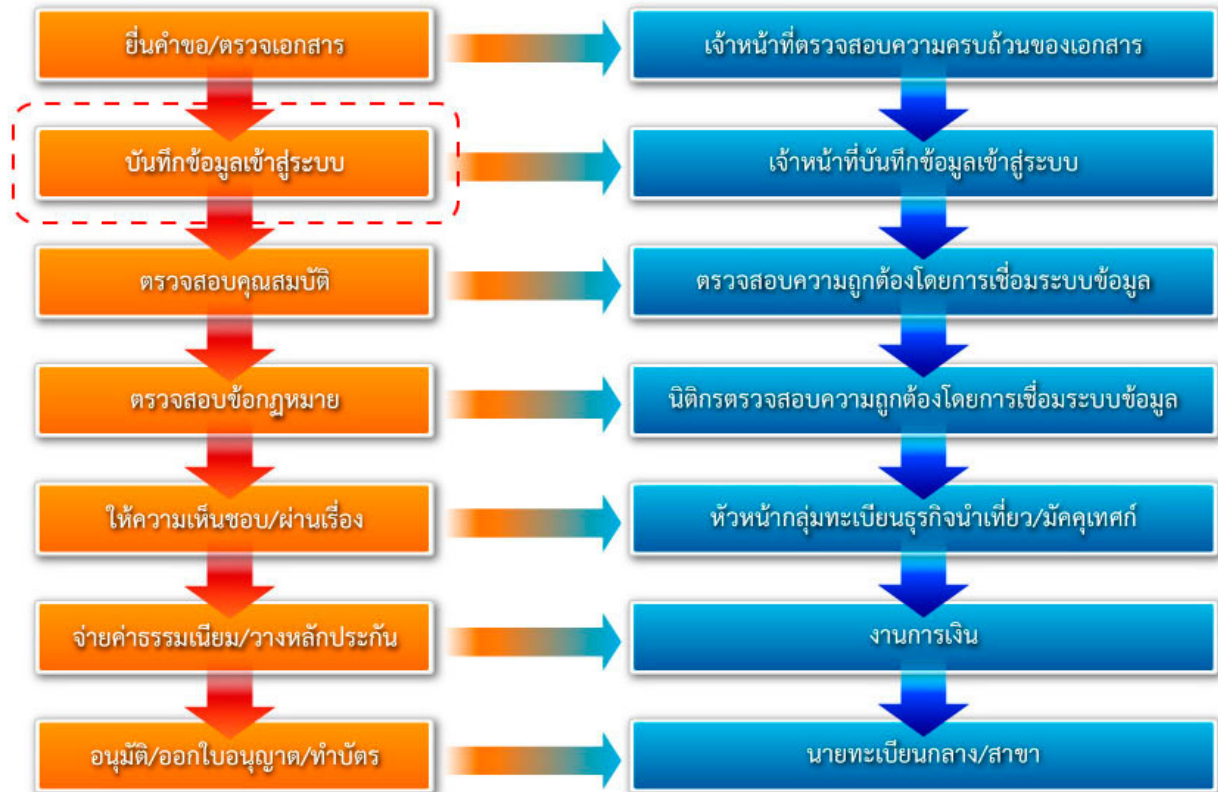 ยื่นคำขอ/ตรวจเอกสาร
เจ้าหน้าที่ตรวจสอบความครบถ้วนของเอกสาร
บันทึกข้อมูลเข้าสู่ระบบ
เจ้าหน้าที่บันทึกข้อมูลเข้าสู่ระบบ
ตรวจสอบคุณสมบัติ
ตรวจสอบความถูกต้องโดยการเชื่อมระบบข้อมูล
ตรวจสอบข้อกฎหมาย
นิติกรตรวจสอบความถูกต้องโดยการเชื่อมระบบข้อมูล
ให้ความเห็นชอบ/ผ่านเรื่อง
หัวหน้ากลุ่มทะเบียนธุรกิจนำเที่ยว/มัคคุเทศก์
จ่ายค่าธรรมเนียม/วางหลักประกัน
งานการเงิน
อนุมัติ/ออกใบอนุญาต/ทำบัตร
นายทะเบียนกลาง/สาขา